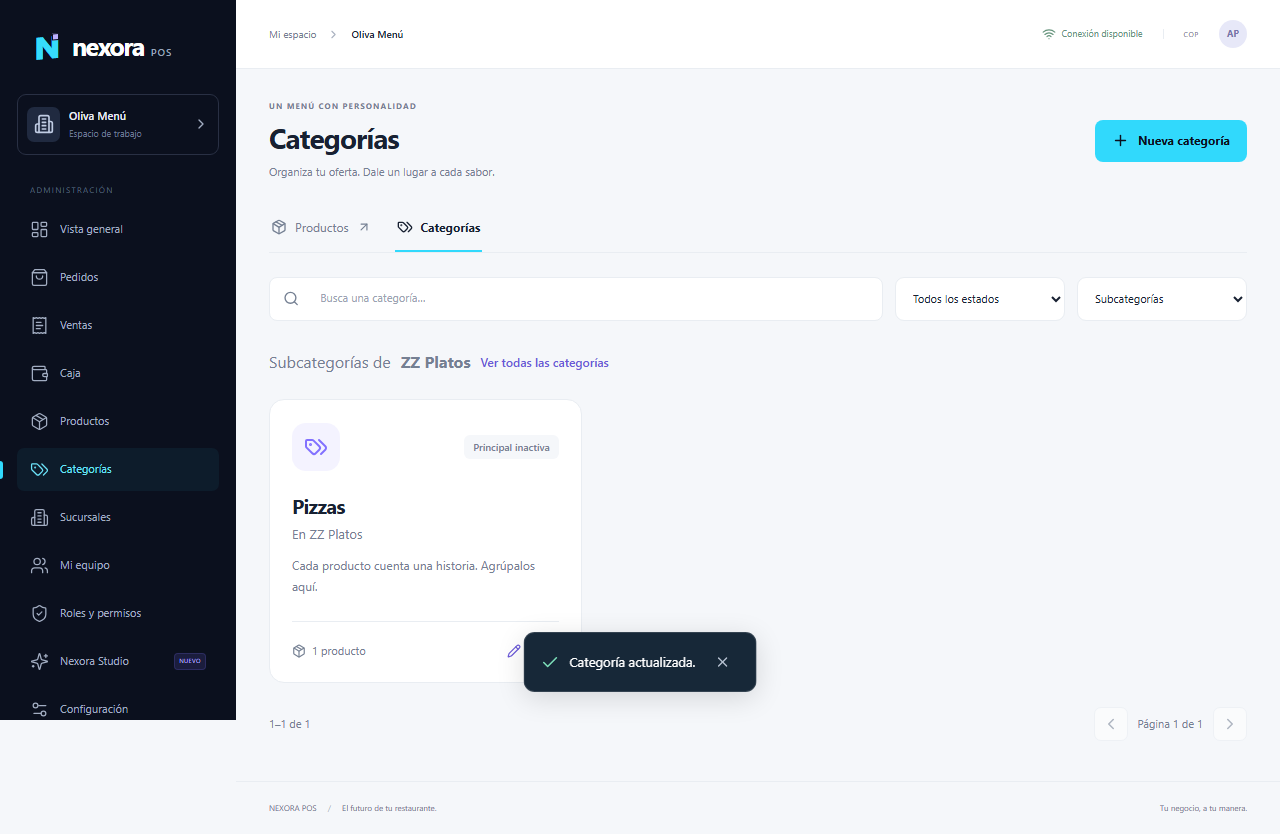 nexora POS
Oliva Menú
Espacio de trabajo
ADMINISTRACIÓN
Vista general
Pedidos
Ventas
Caja
Productos
Categorías
Sucursales
Mi equipo
Roles y permisos
Nexora Studio NUEVO
Configuración
Mi espacio > Oliva Menú
Conexión disponible
COP
AP
UN MENÚ CON PERSONALIDAD
Categorías
Organiza tu oferta. Dale un lugar a cada sabor.
+ Nueva categoría
Productos
Categorías
Busca una categoría...
Todos los estados
Subcategorías
Subcategorías de ZZ Platos Ver todas las categorías
Principal inactiva
Pizzas
En ZZ Platos
Cada producto cuenta una historia. Agrúpalos
aquí.
1 producto
Categoría actualizada.
1–1 de 1
Página 1 de 1
NEXORA POS / El futuro de tu restaurante.
Tu negocio, a tu manera.